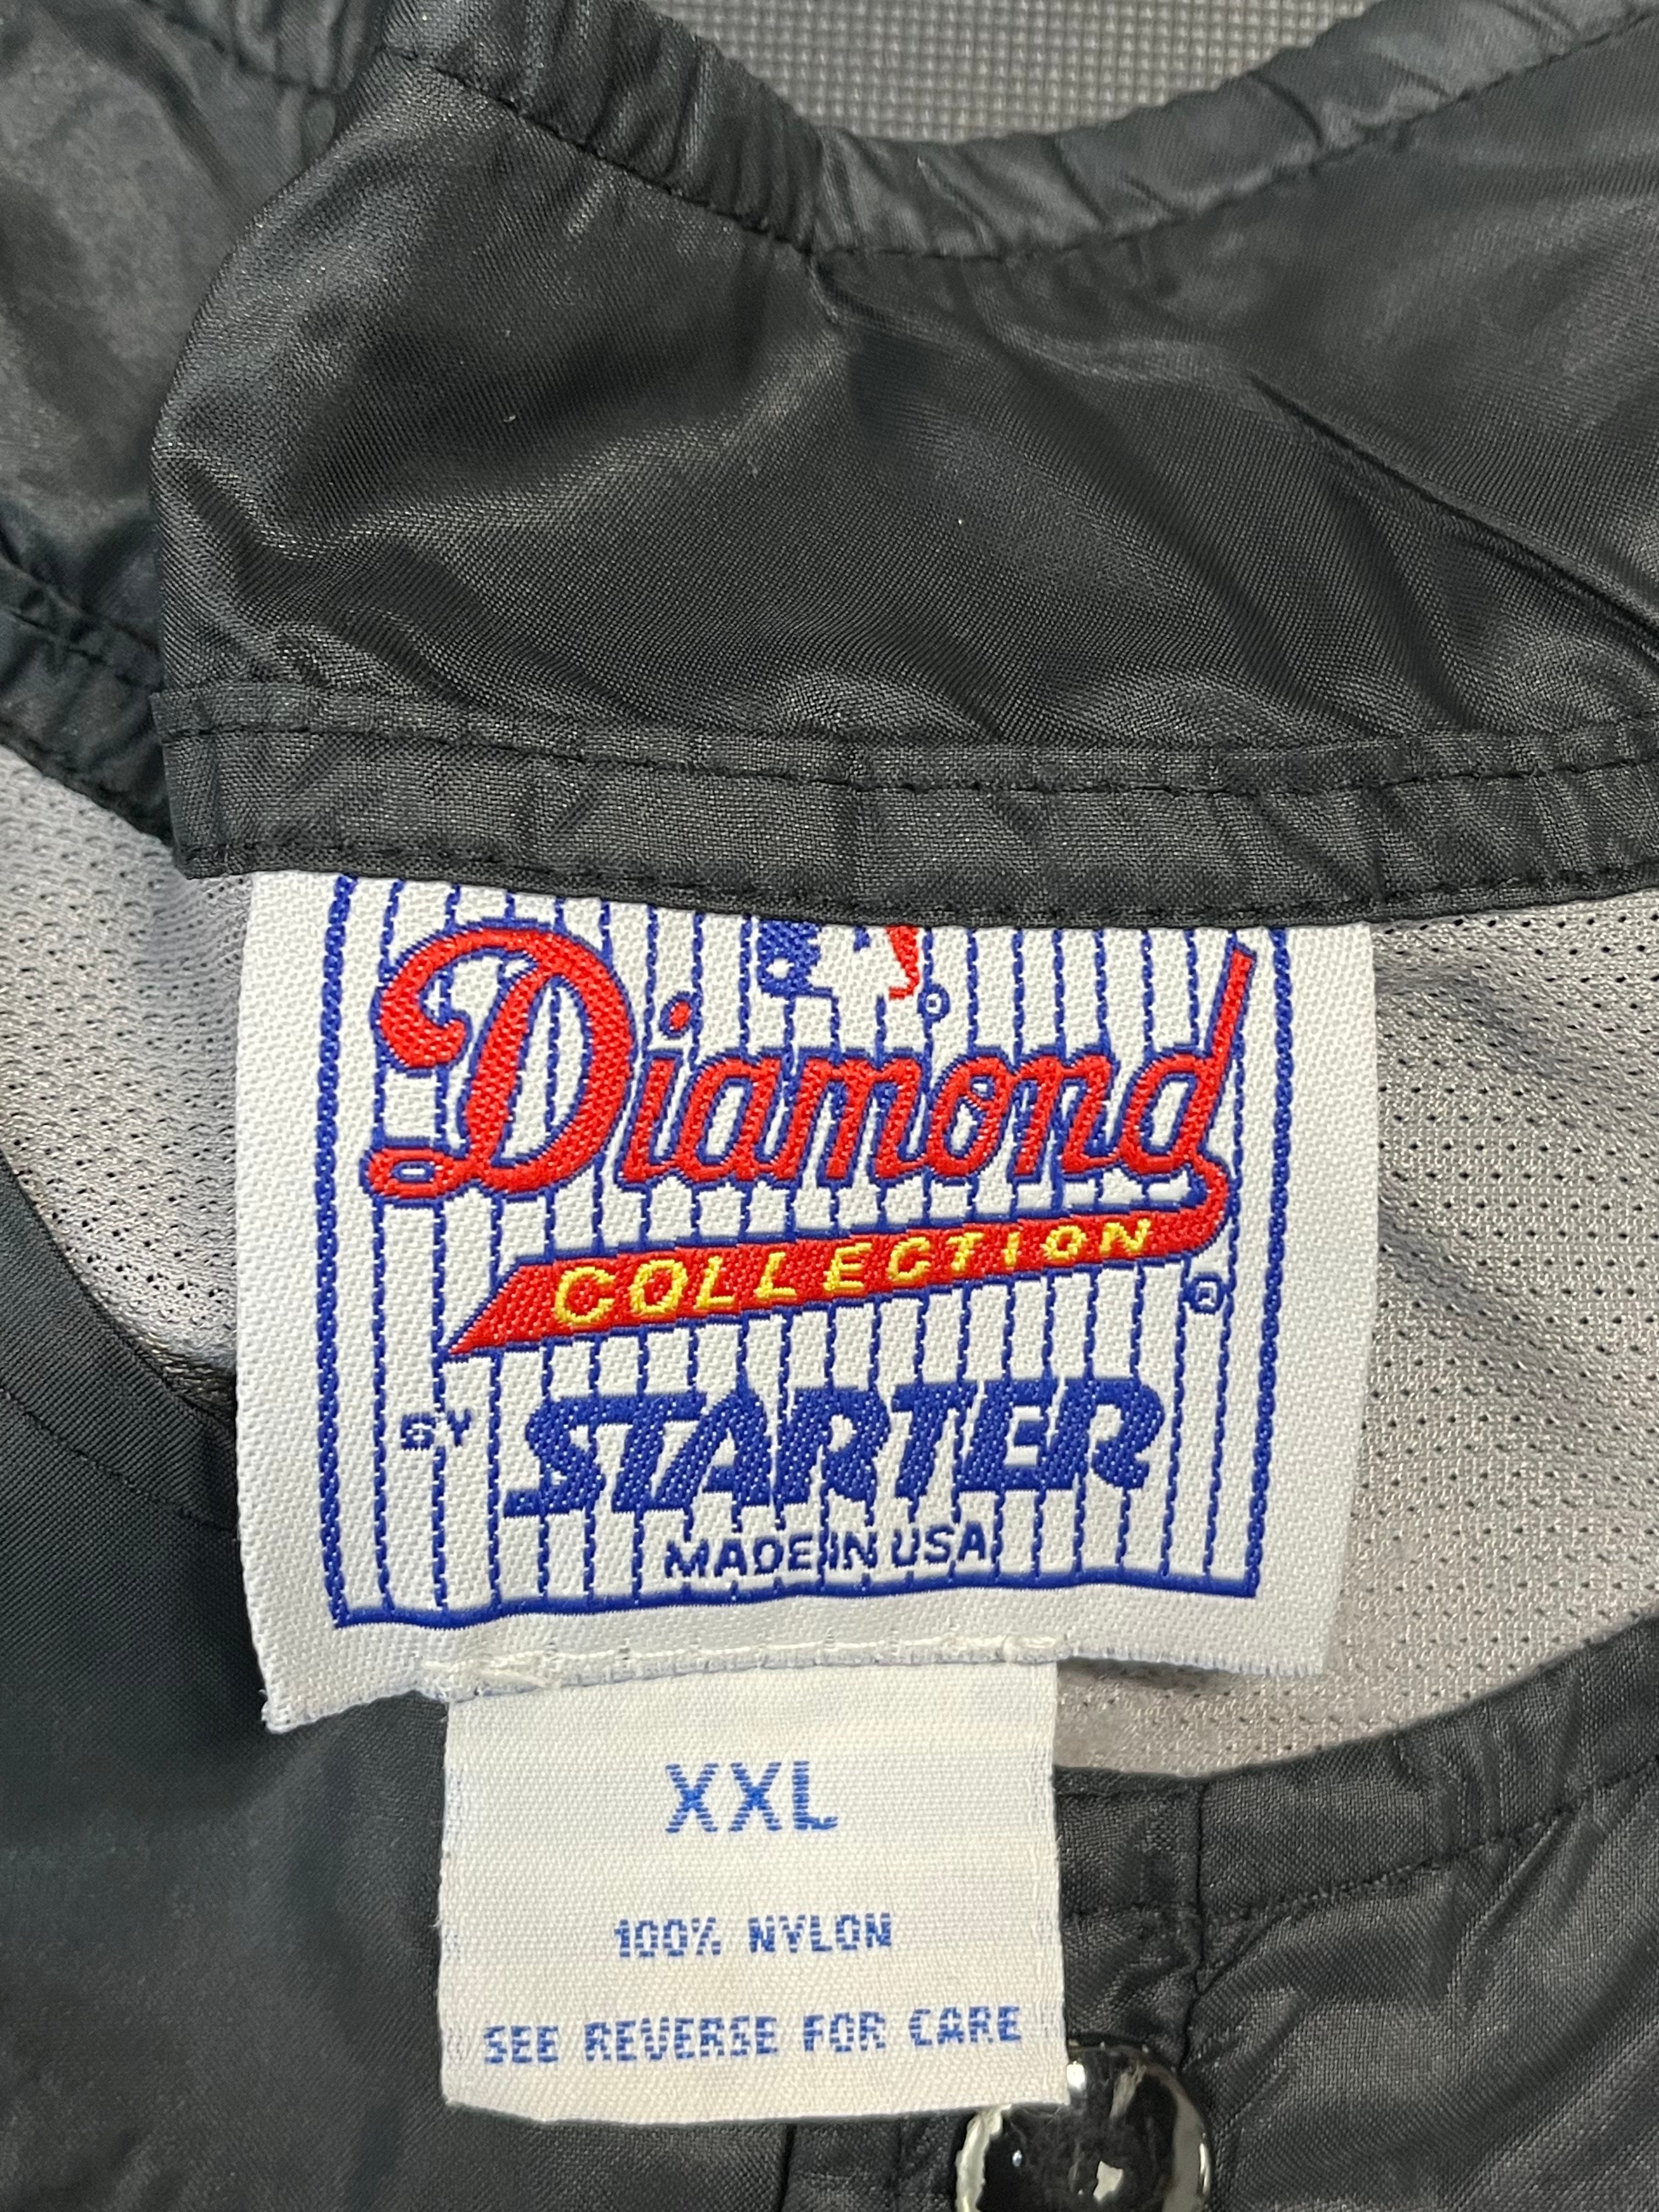 Diamond
COLLECTION
BY STARTER
MADE IN USA
XXL
100% NYLON
SEE REVERSE FOR CARE